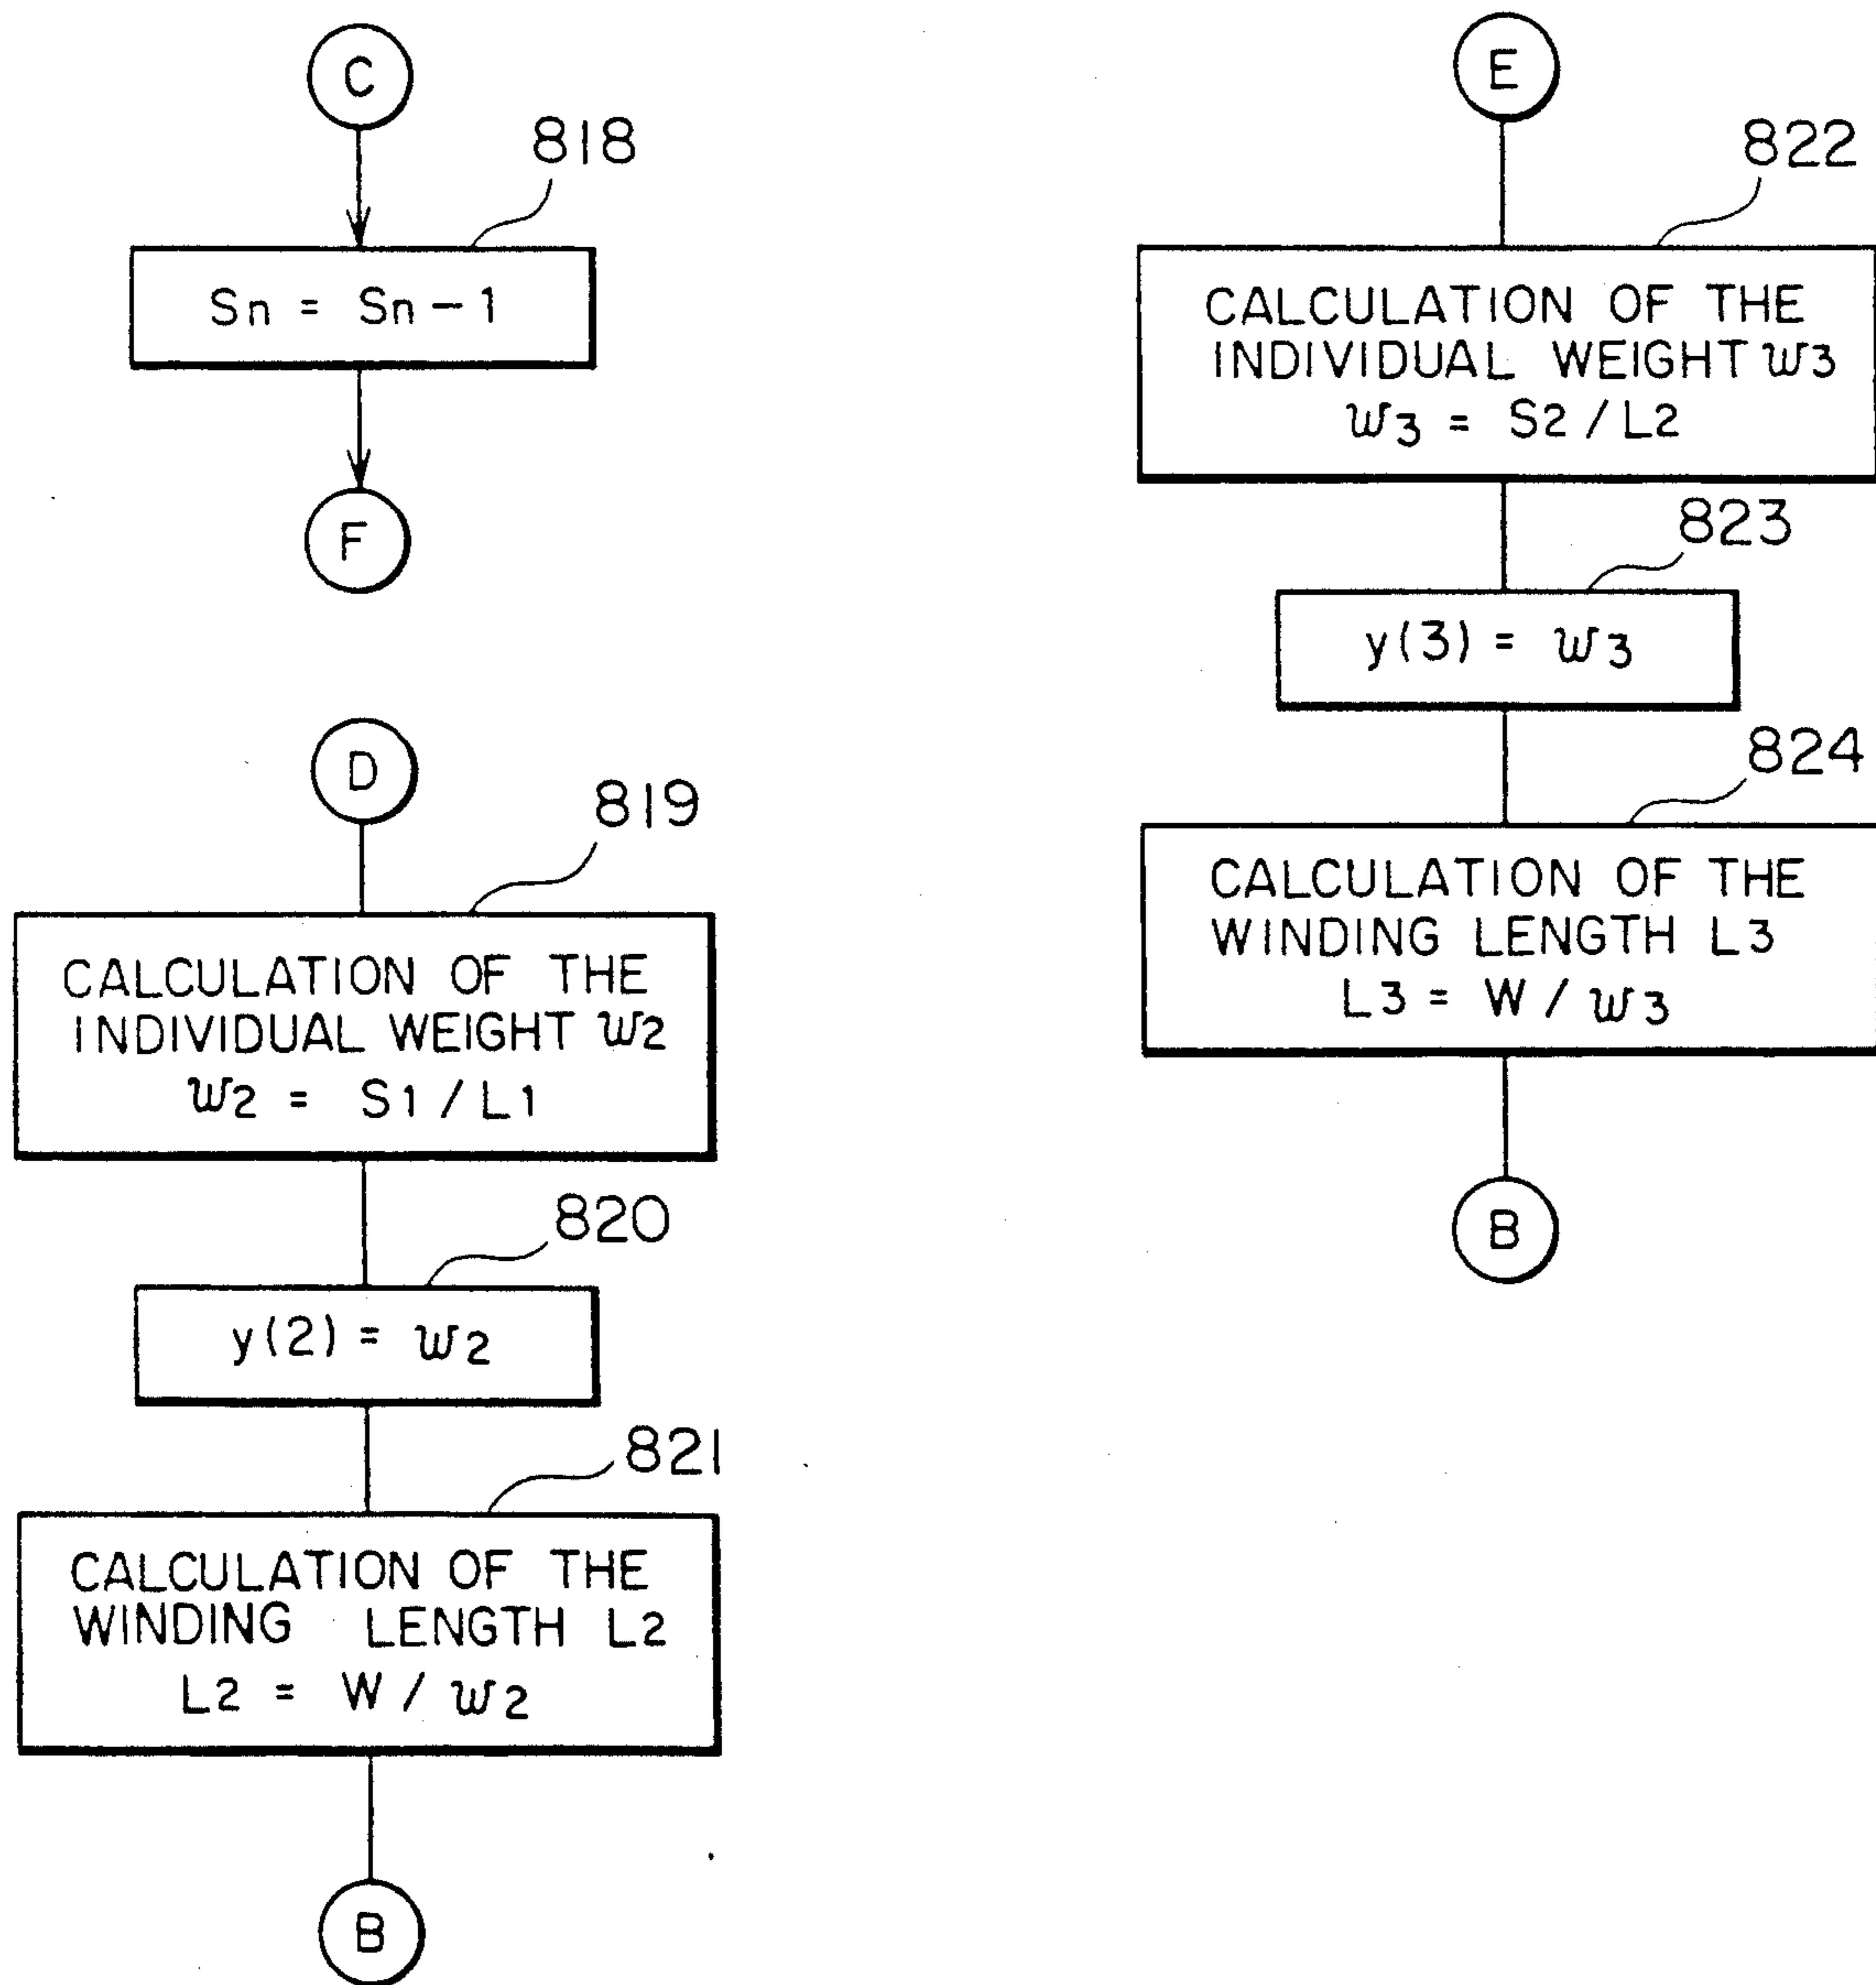 C
818
Sn = Sn-1
F
D
819
CALCULATION OF THE
INDIVIDUAL WEIGHT w2
w2 = S1/L1
820
y(2) = w2
821
CALCULATION OF THE
WINDING LENGTH L2
L2 = W/w2
B
E
822
CALCULATION OF THE
INDIVIDUAL WEIGHT w3
w3 = S2/L2
823
y(3) = w3
824
CALCULATION OF THE
WINDING LENGTH L3
L3 = W/w3
B